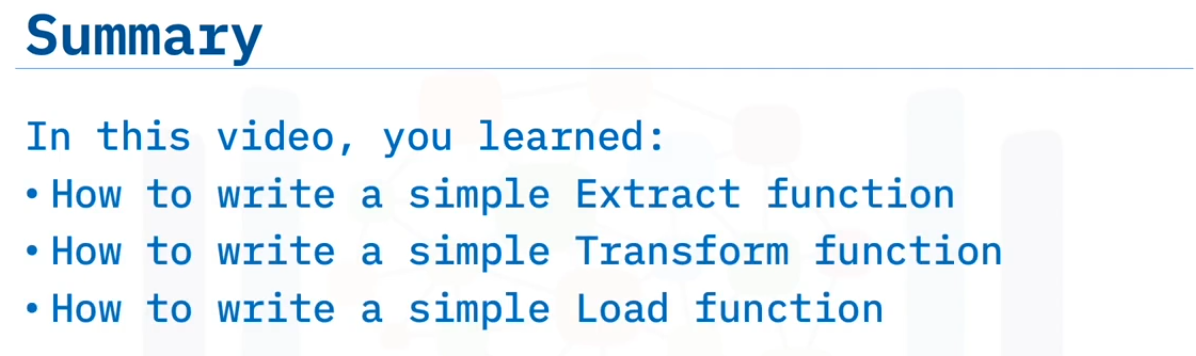 Summary
In this video, you learned:
• How to write a simple Extract function
• How to write a simple Transform function
• How to write a simple Load function